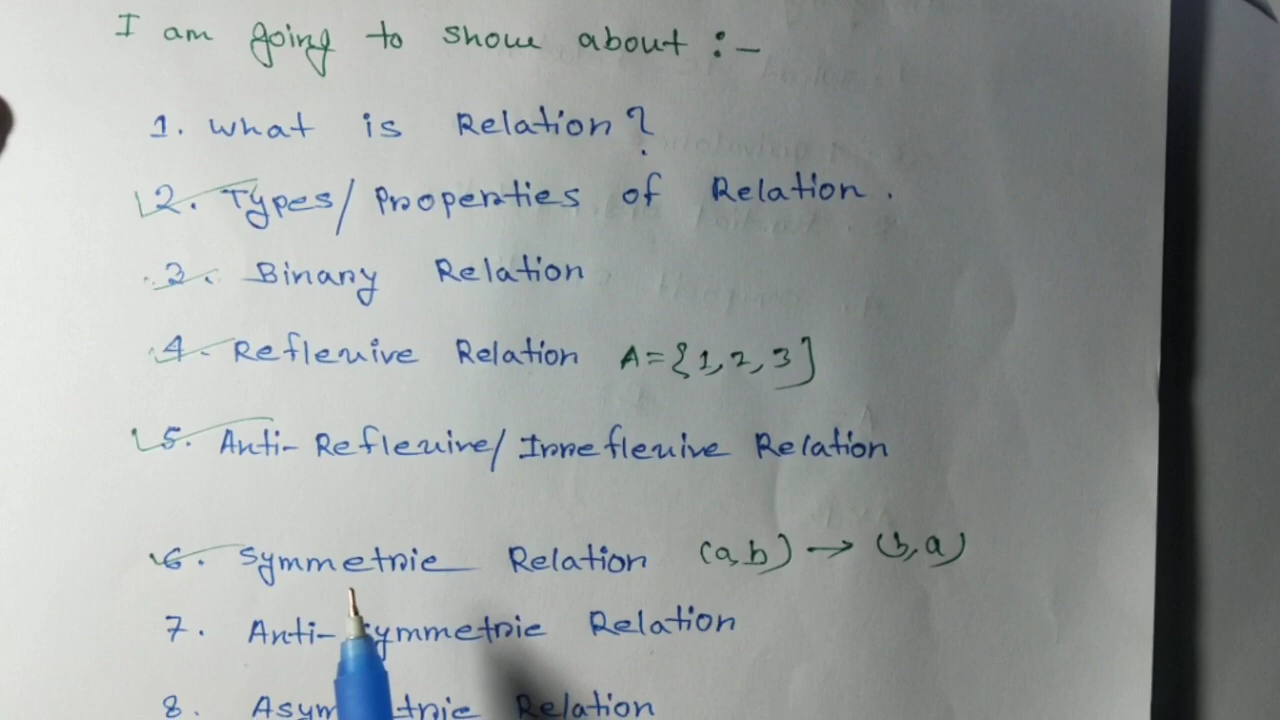 I am going to show about :-
1. What is Relation?
2. Types/ Properties of Relation.
3. Binary Relation
4. Reflexive Relation A={1,2,3}
5. Anti-Reflexive/ Irreflexive Relation
6. Symmetric Relation (a,b) → (b,a)
7. Anti-Symmetric Relation
8. Relation